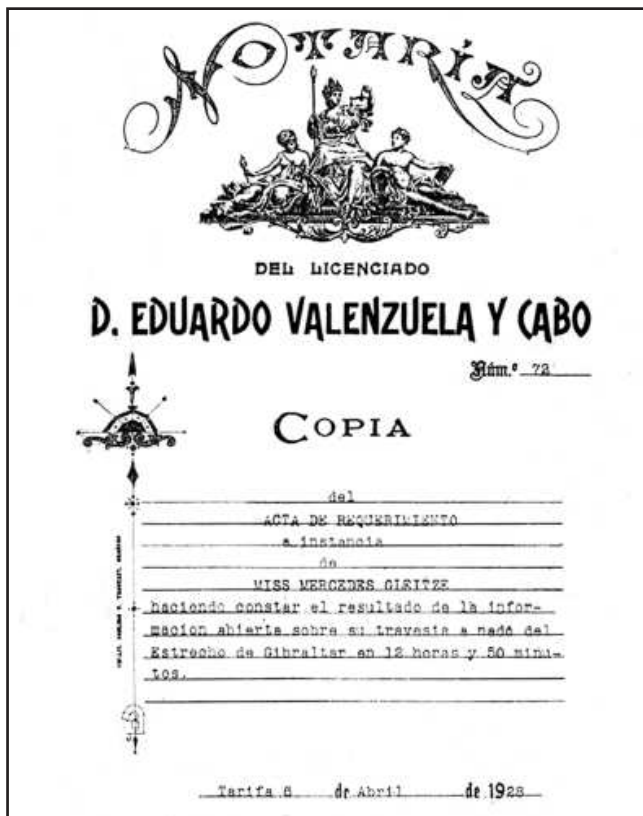 NOTARÍA
DEL LICENCIADO
D. EDUARDO VALENZUELA Y CABO
Núm.º 72
COPIA
del
ACTA DE REQUERIMIENTO
a instancia
de
MISS MERCEDES GLEITZE
haciendo constar el resultado de la infor-
macion abierta sobre su travesia a nado del
Estrecho de Gibraltar en 12 horas y 50 minu-
tos.
Tarifa 6 de Abril de 1928